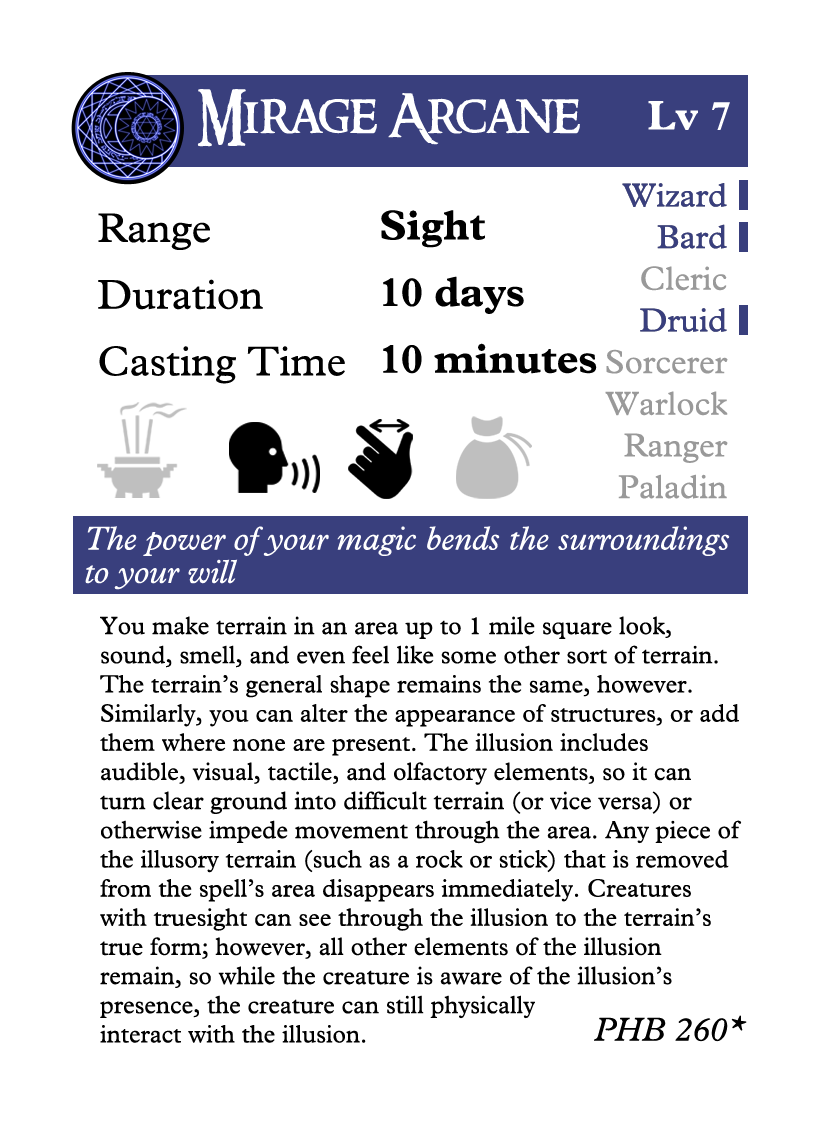 MIRAGE ARCANE
Lv 7
Range Sight
Duration 10 days
Casting Time 10 minutes
Wizard
Bard
Cleric
Druid
Sorcerer
Warlock
Ranger
Paladin
The power of your magic bends the surroundings
to your will
You make terrain in an area up to 1 mile square look,
sound, smell, and even feel like some other sort of terrain.
The terrain’s general shape remains the same, however.
Similarly, you can alter the appearance of structures, or add
them where none are present. The illusion includes
audible, visual, tactile, and olfactory elements, so it can
turn clear ground into difficult terrain (or vice versa) or
otherwise impede movement through the area. Any piece of
the illusory terrain (such as a rock or stick) that is removed
from the spell’s area disappears immediately. Creatures
with truesight can see through the illusion to the terrain’s
true form; however, all other elements of the illusion
remain, so while the creature is aware of the illusion’s
presence, the creature can still physically
interact with the illusion.
PHB 260*